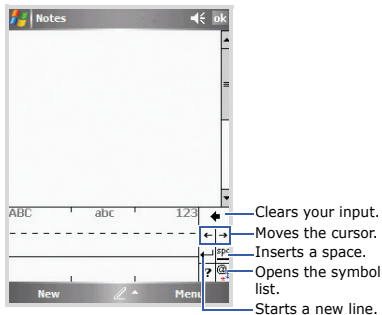 Notes ok
ABC abc 123
Clears your input.
← →
Moves the cursor.
spc
Inserts a space.
? @
Opens the symbol
list.
New Menu
Starts a new line.